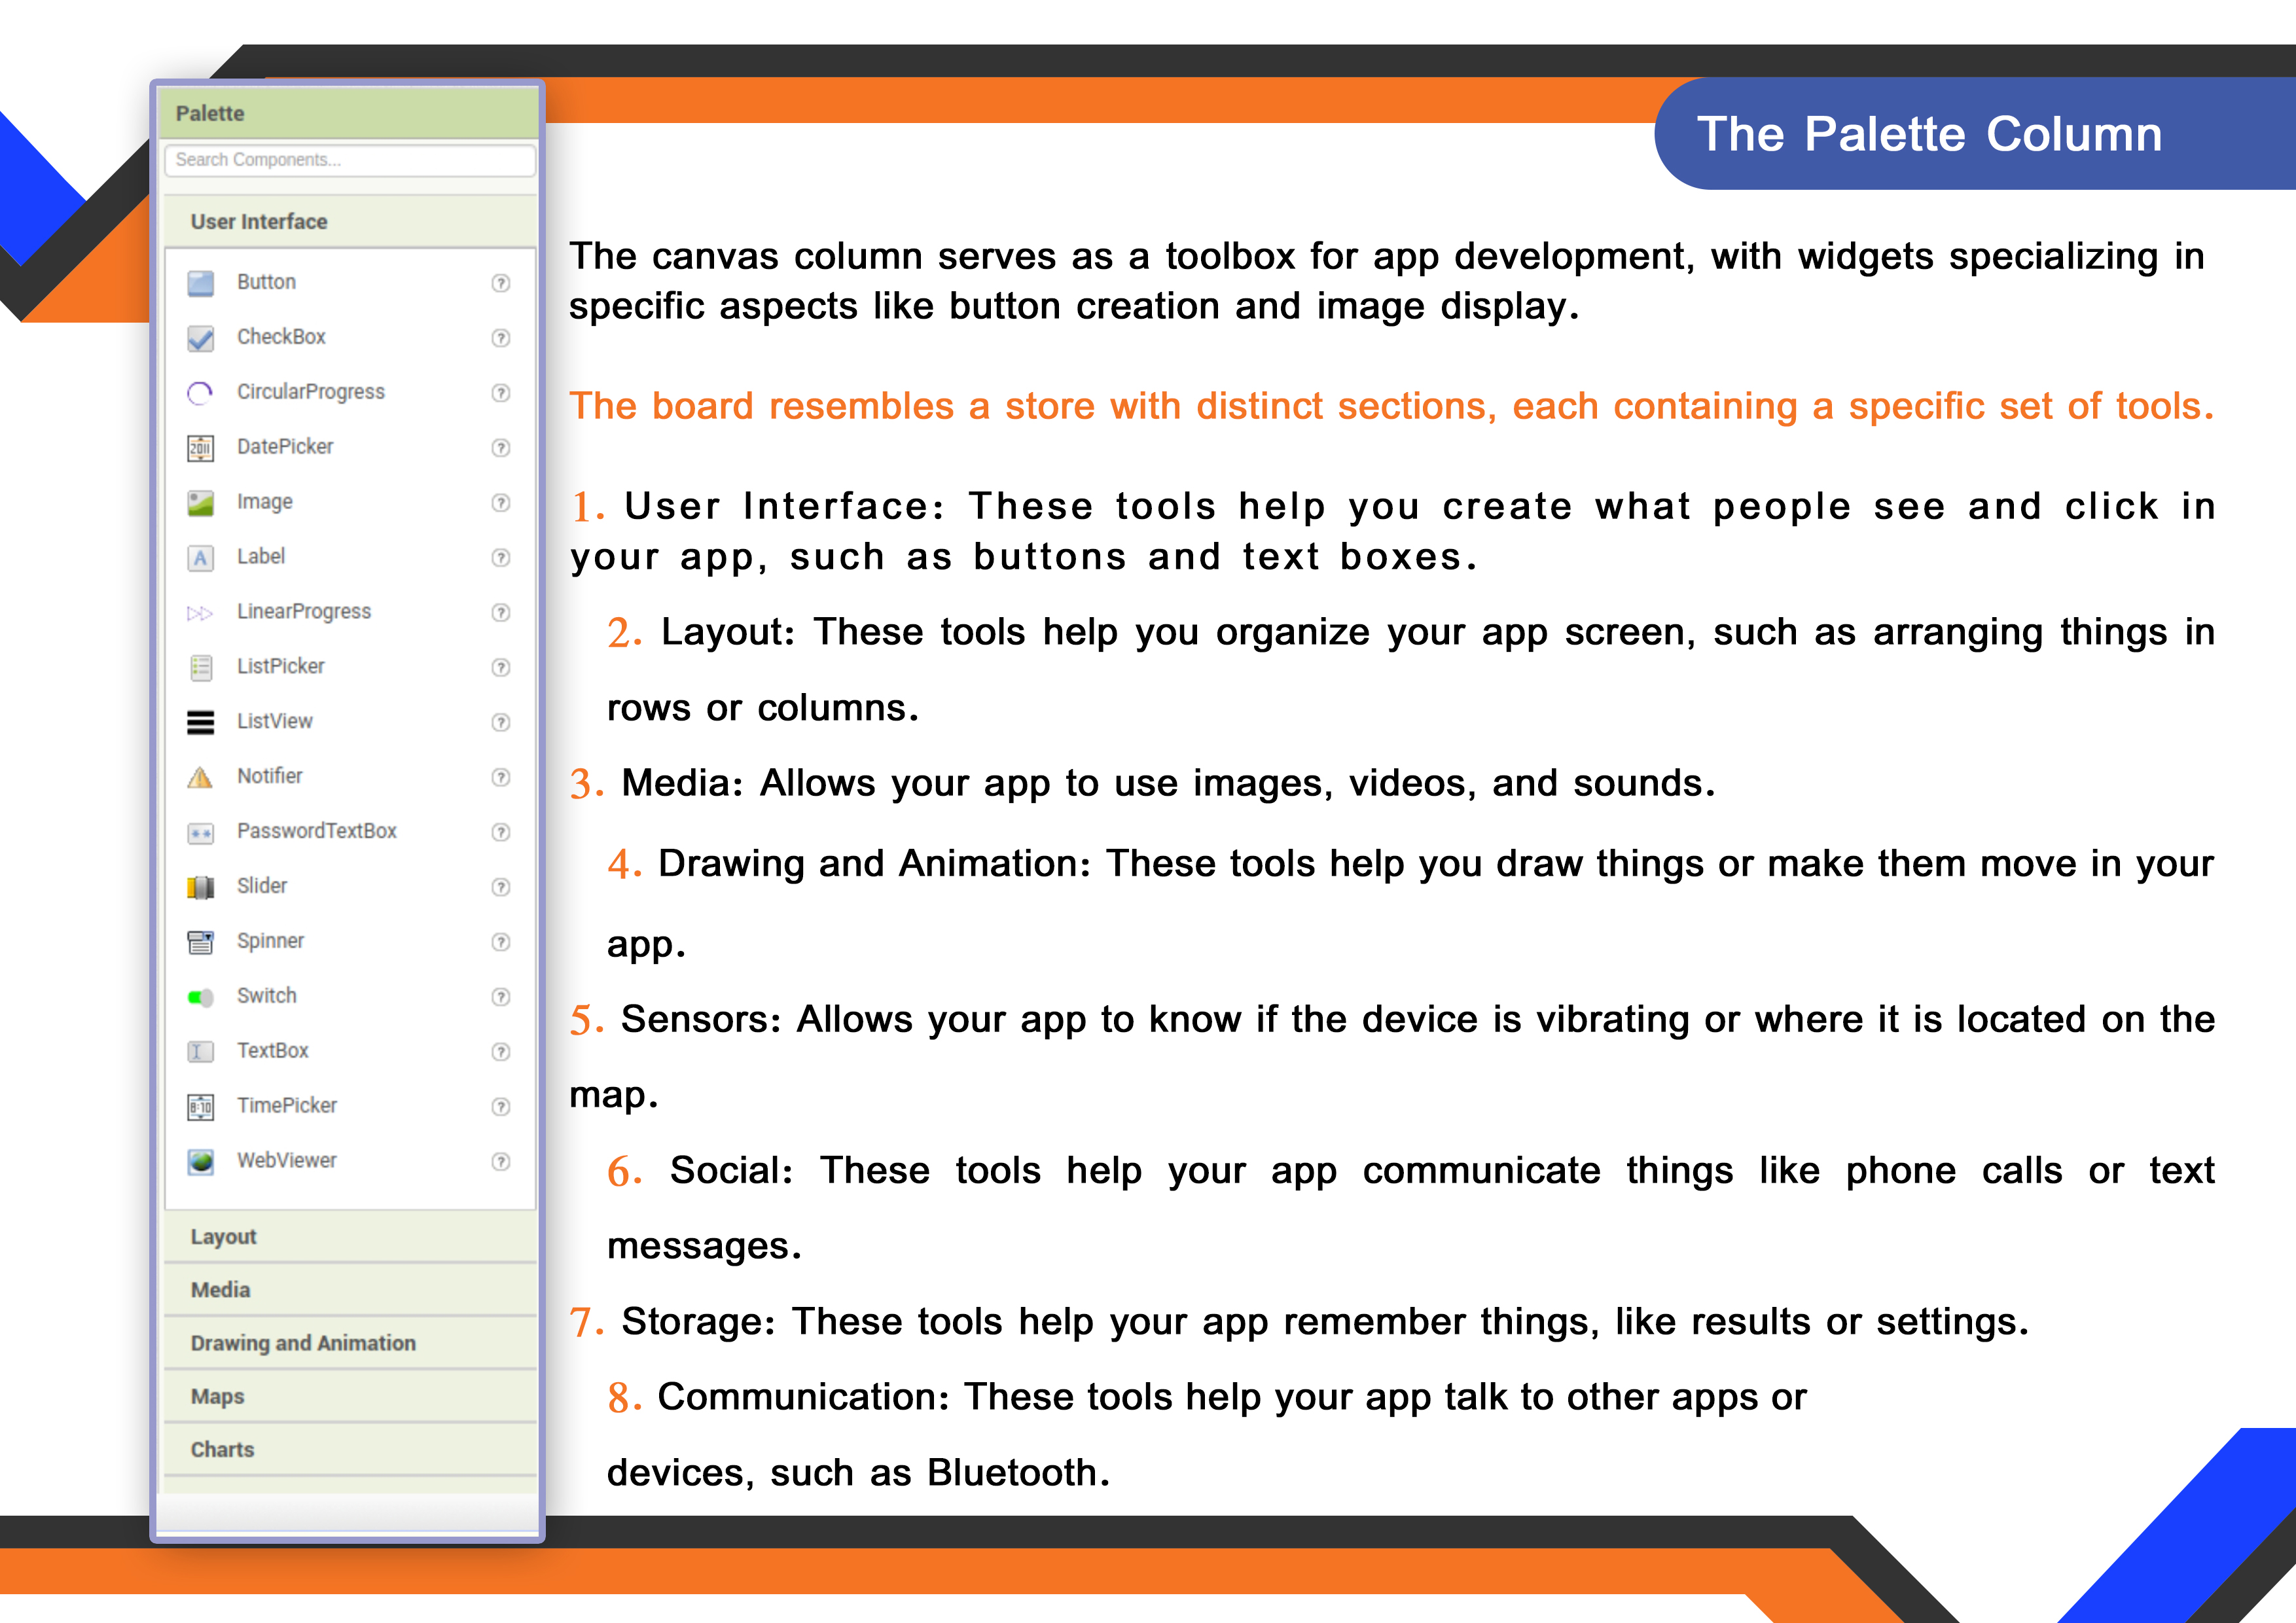 Palette
Search Components...
User Interface
Button
CheckBox
CircularProgress
DatePicker
Image
Label
LinearProgress
ListPicker
ListView
Notifier
PasswordTextBox
Slider
Spinner
Switch
TextBox
TimePicker
WebViewer
Layout
Media
Drawing and Animation
Maps
Charts
The Palette Column
The canvas column serves as a toolbox for app development, with widgets specializing in
specific aspects like button creation and image display.
The board resembles a store with distinct sections, each containing a specific set of tools.
1. User Interface: These tools help you create what people see and click in
your app, such as buttons and text boxes.
2. Layout: These tools help you organize your app screen, such as arranging things in
rows or columns.
3. Media: Allows your app to use images, videos, and sounds.
4. Drawing and Animation: These tools help you draw things or make them move in your
app.
5. Sensors: Allows your app to know if the device is vibrating or where it is located on the
map.
6. Social: These tools help your app communicate things like phone calls or text
messages.
7. Storage: These tools help your app remember things, like results or settings.
8. Communication: These tools help your app talk to other apps or
devices, such as Bluetooth.